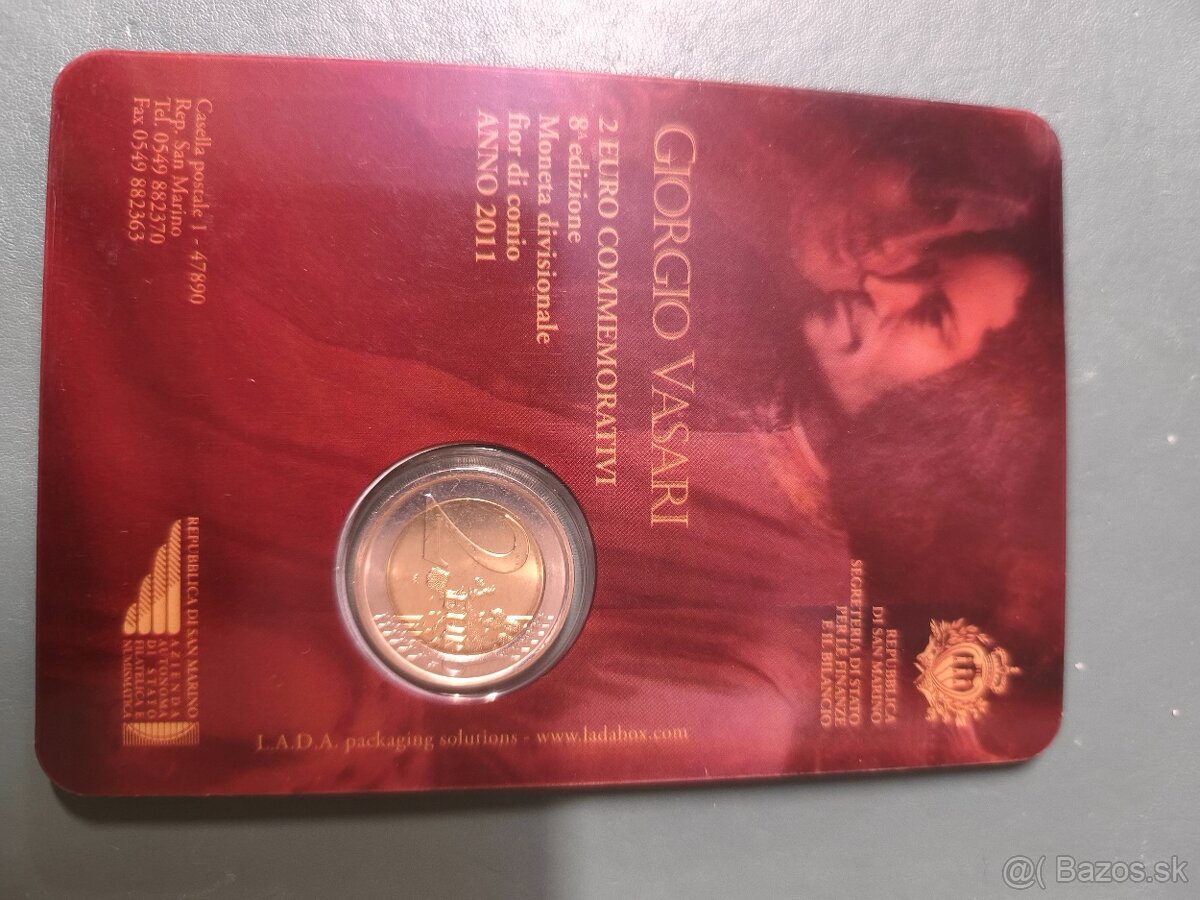 REPUBBLICA
DI SAN MARINO
SEGRETERIA DI STATO
PER LE FINANZE
E IL BILANCIO
GIORGIO VASARI
2 EURO COMMEMORATIVI
8ª edizione
Moneta divisionale
fior di conio
ANNO 2011
2
Casella postale 1 - 47890
Rep. San Marino
Tel. 0549 882370
Fax 0549 882363
REPUBBLICA DI SAN MARINO
AZIENDA
AUTONOMA
DI STATO
FILATELICA E
NUMISMATICA
L.A.D.A. packaging solutions - www.ladabox.com
@( Bazos.sk